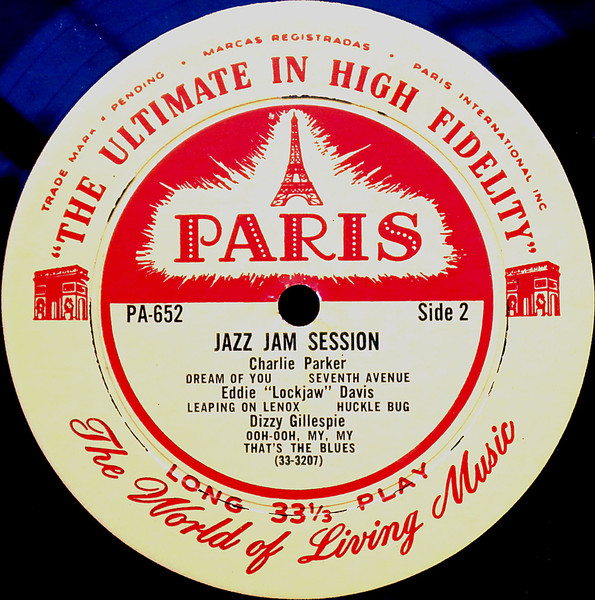 TRADE MARK • PENDING • MARCAS REGISTRADAS • PARIS INTERNATIONAL INC
"THE ULTIMATE IN HIGH FIDELITY"
PARIS
PA-652 Side 2
JAZZ JAM SESSION
Charlie Parker
DREAM OF YOU SEVENTH AVENUE
Eddie "Lockjaw" Davis
LEAPING ON LENOX HUCKLE BUG
Dizzy Gillespie
OOH-OOH, MY, MY
THAT'S THE BLUES
(33-3207)
LONG 33⅓ PLAY
The World of Living Music